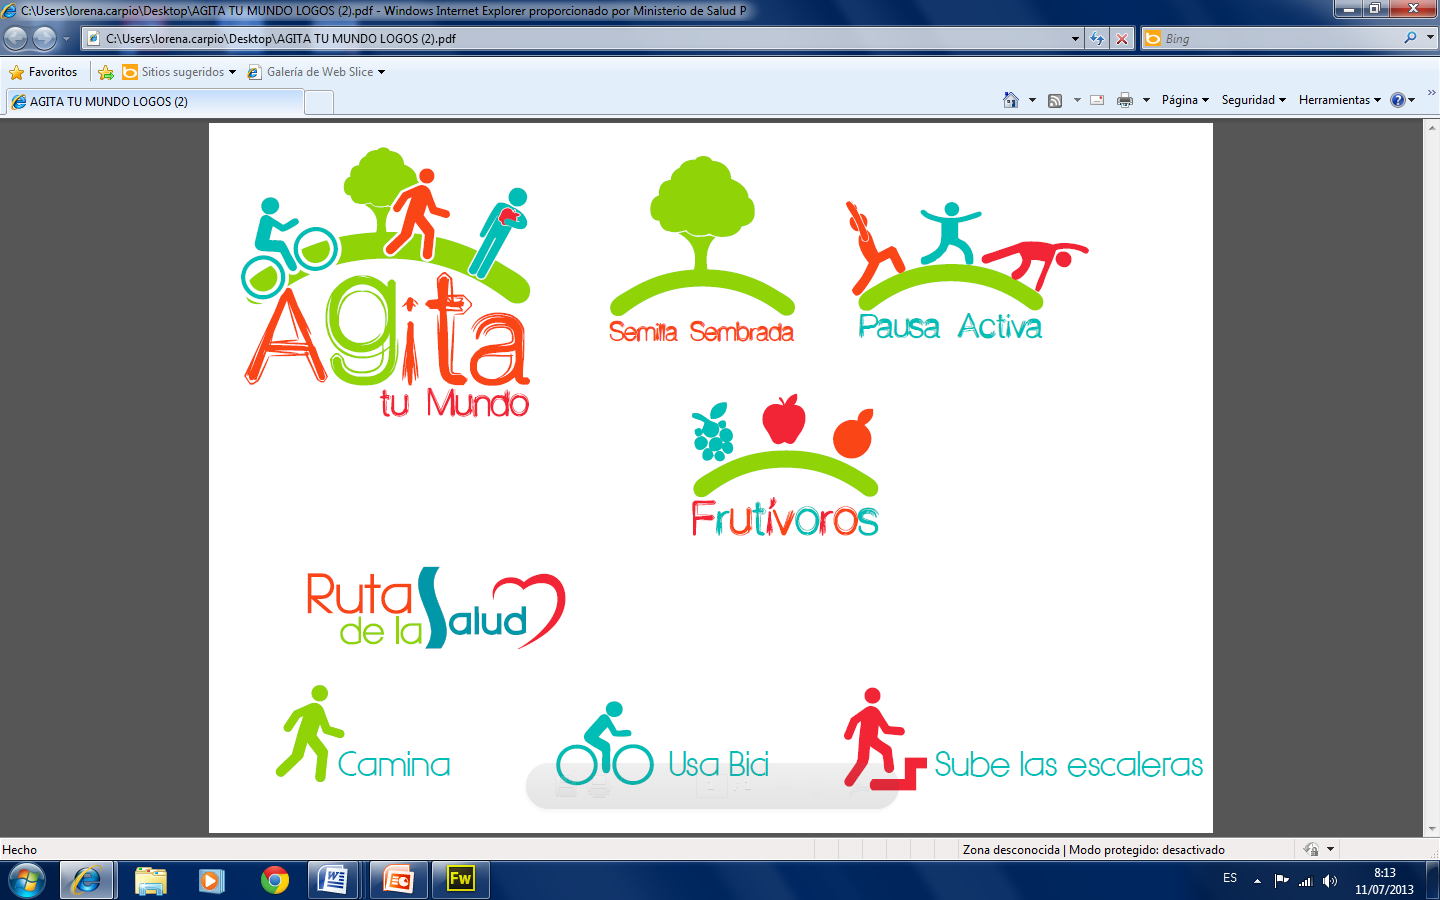 C:\Users\lorena.carpio\Desktop\AGITA TU MUNDO LOGOS (2).pdf - Windows Internet Explorer proporcionado por Ministerio de Salud P
C:\Users\lorena.carpio\Desktop\AGITA TU MUNDO LOGOS (2).pdf
Bing
Favoritos
Sitios sugeridos
Galería de Web Slice
AGITA TU MUNDO LOGOS (2)
Página
Seguridad
Herramientas
Agita
tu Mundo
Semilla Sembrada
Pausa Activa
Frutívoros
Ruta
de la Salud
Camina
Usa Bici
Sube las escaleras
Hecho
Zona desconocida | Modo protegido: desactivado
Fw
ES
8:13
11/07/2013